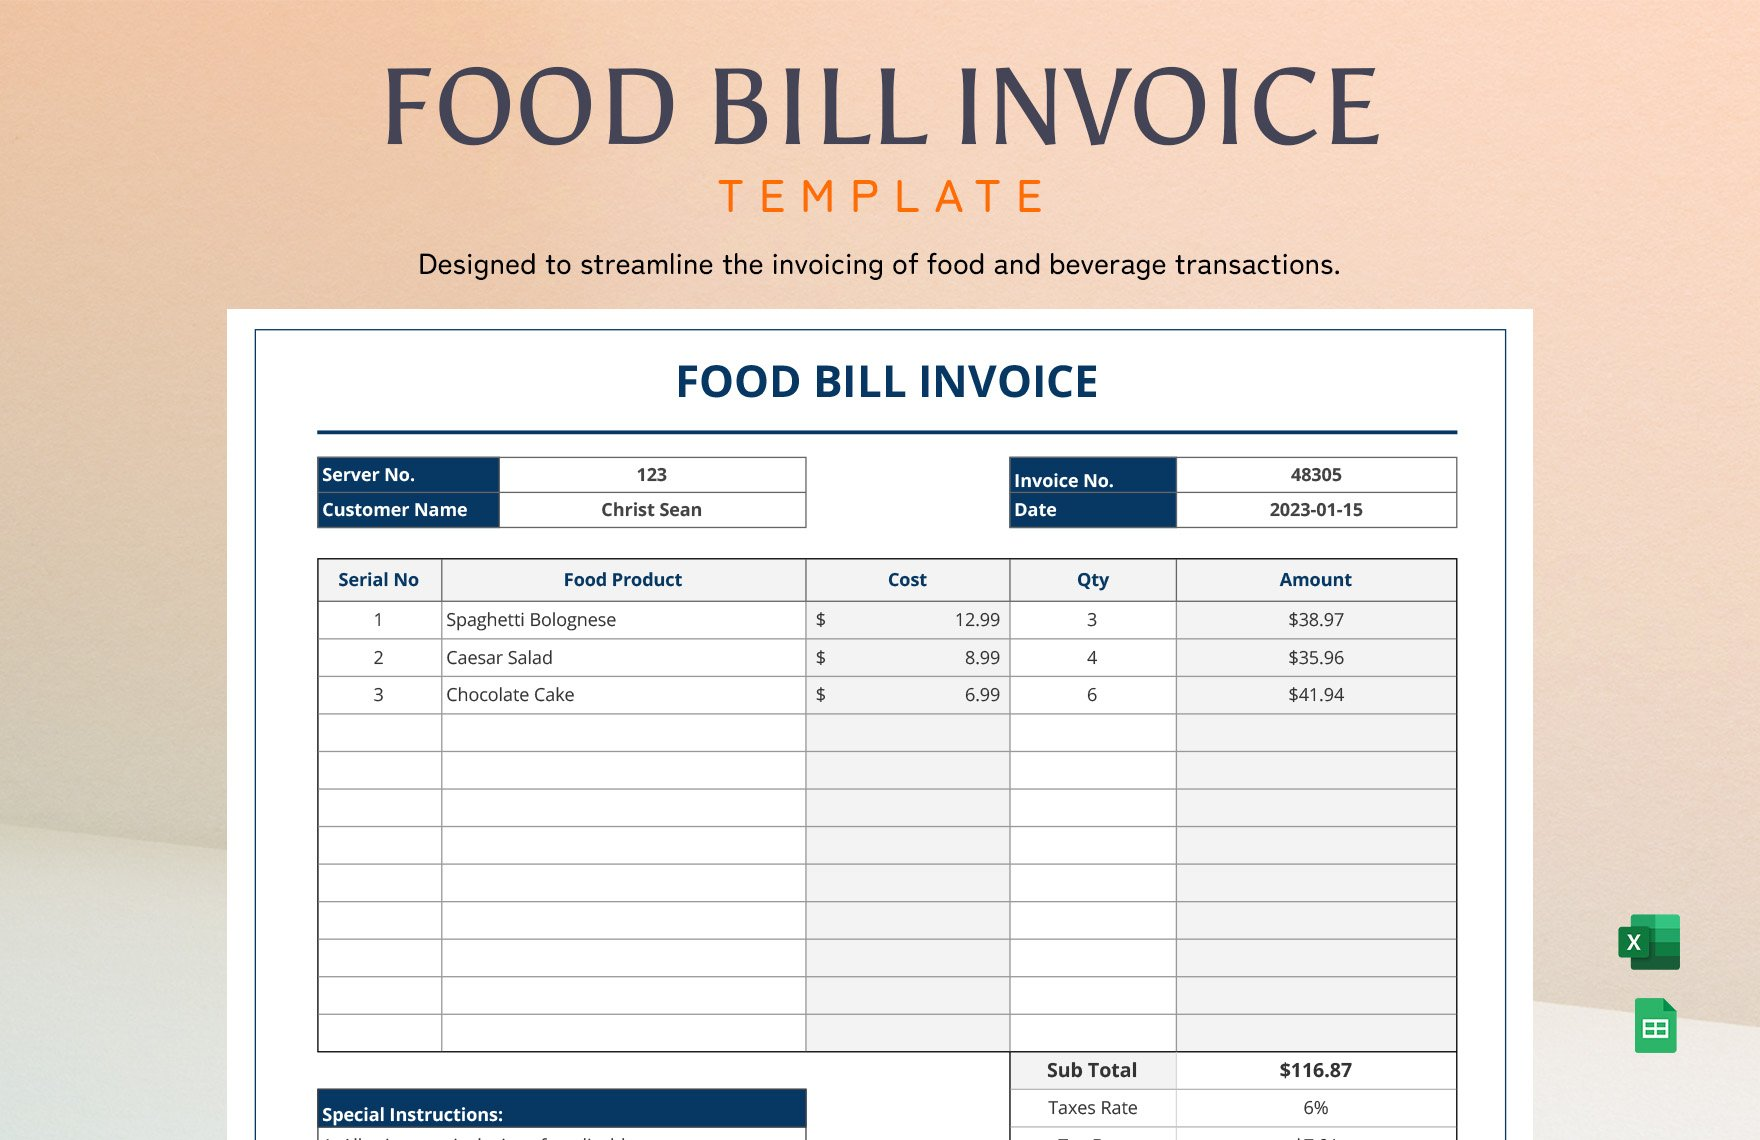 FOOD BILL INVOICE
TEMPLATE
Designed to streamline the invoicing of food and beverage transactions.
FOOD BILL INVOICE
Server No. 123 Invoice No. 48305
Customer Name Christ Sean Date 2023-01-15
Serial No Food Product Cost Qty Amount
1 Spaghetti Bolognese $ 12.99 3 $38.97
2 Caesar Salad $ 8.99 4 $35.96
3 Chocolate Cake $ 6.99 6 $41.94
Sub Total $116.87
Special Instructions: Taxes Rate 6%
X